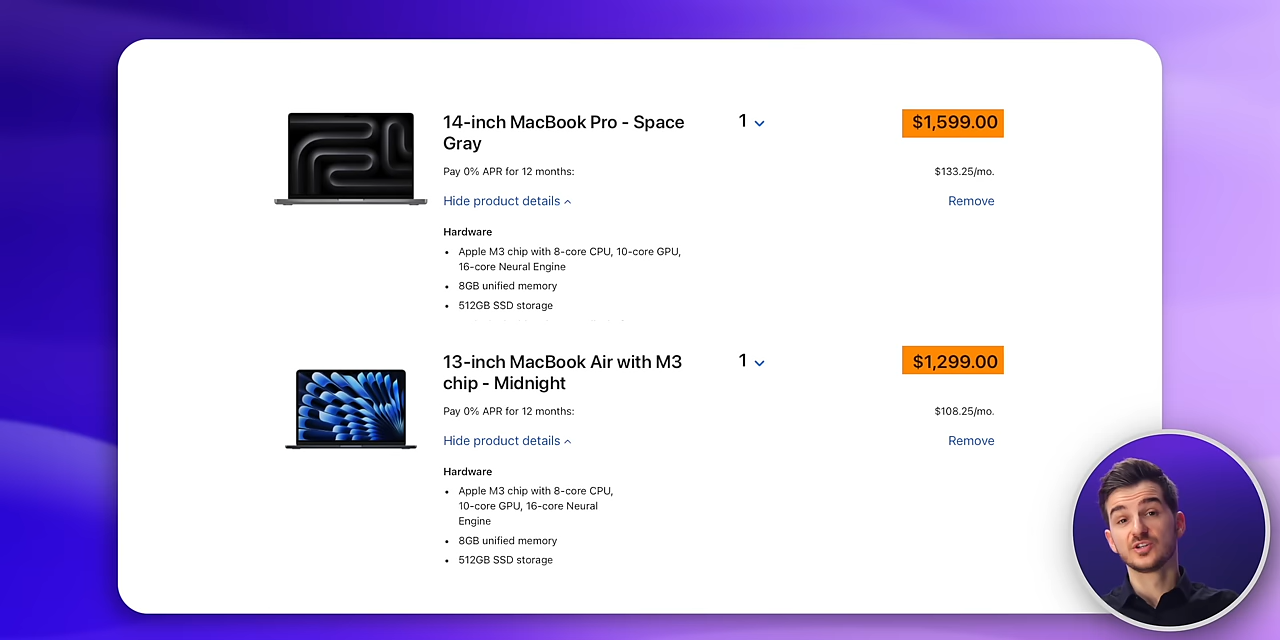 14-inch MacBook Pro - Space
Gray
1
$1,599.00
Pay 0% APR for 12 months:
$133.25/mo.
Hide product details
Remove
Hardware
• Apple M3 chip with 8-core CPU, 10-core GPU,
16-core Neural Engine
• 8GB unified memory
• 512GB SSD storage
13-inch MacBook Air with M3
chip - Midnight
1
$1,299.00
Pay 0% APR for 12 months:
$108.25/mo.
Hide product details
Remove
Hardware
• Apple M3 chip with 8-core CPU,
10-core GPU, 16-core Neural
Engine
• 8GB unified memory
• 512GB SSD storage